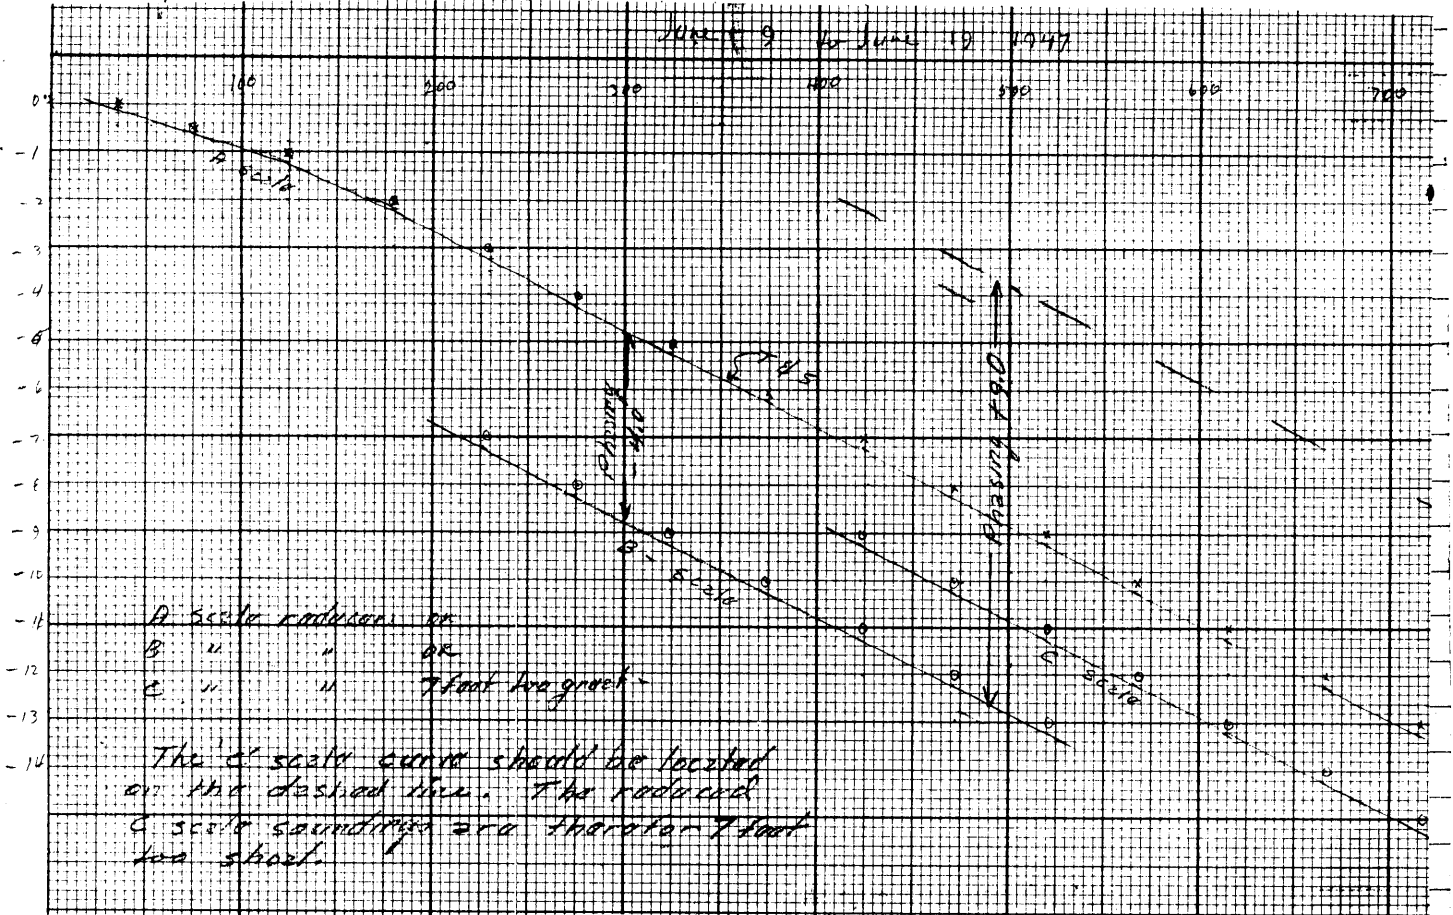 June 9 to June 19 1947
100 200 300 400 500 600 700
0
-1
-2
-3
-4
-5
-6
-7
-8
-9
-10
-11
-12
-13
-14
A scale
Phasing
-4.0
Phasing +9.0
B - scale
C scale
A scale reducers OK
B " " OK
C " " 7 foot too great -
The C scale curve should be located
on the dashed line. The reduced
C scale soundings are therefor 7 foot
too shoal.